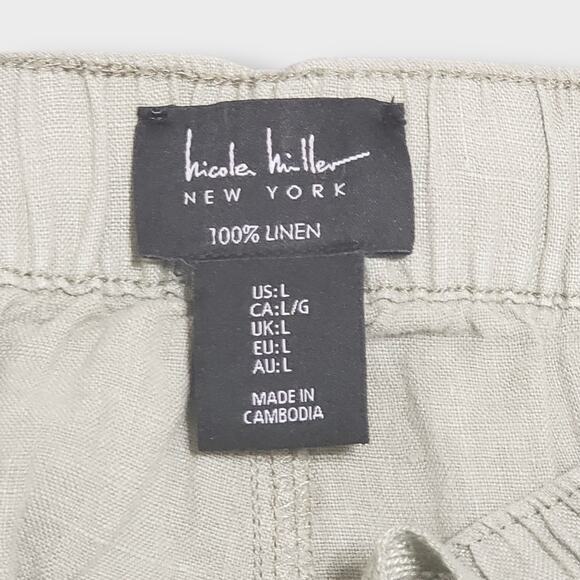 Nicole Miller
NEW YORK
100% LINEN
US: L
CA: L/G
UK: L
EU: L
AU: L
MADE IN
CAMBODIA